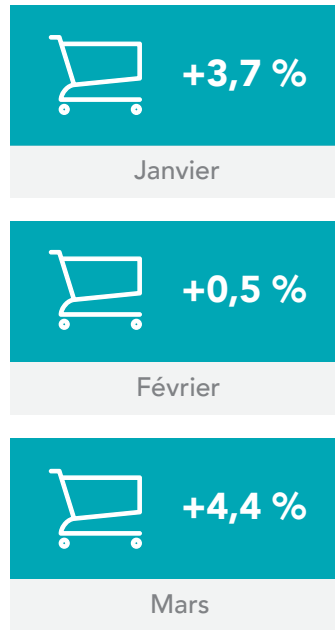 +3,7 %
Janvier
+0,5 %
Février
+4,4 %
Mars